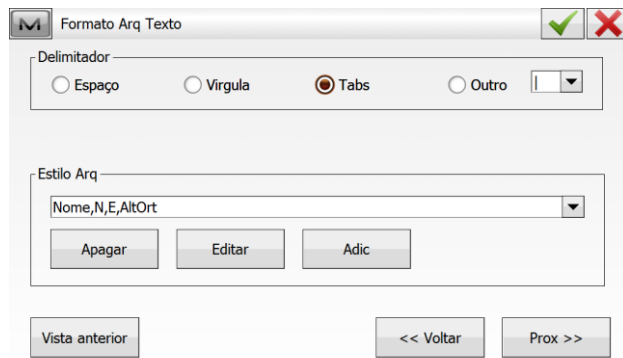 Formato Arq Texto
Delimitador
Espaço Virgula Tabs Outro |
Estilo Arq
Nome,N,E,AltOrt
Apagar Editar Adic
Vista anterior << Voltar Prox >>